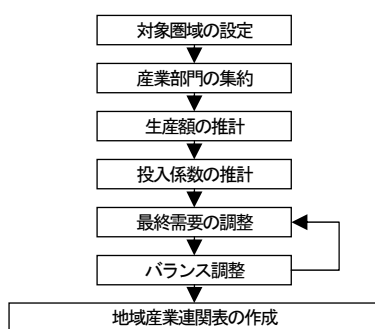 対象圏域の設定
産業部門の集約
生産額の推計
投入係数の推計
最終需要の調整
バランス調整
地域産業連関表の作成